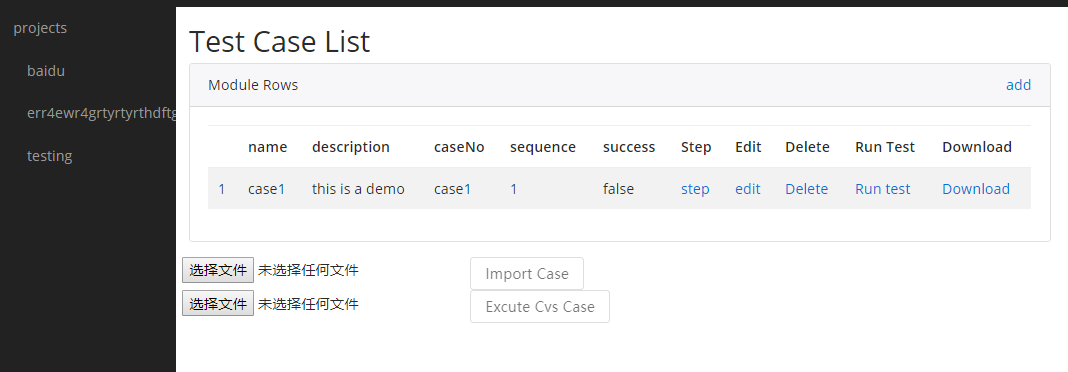 projects
baidu
err4ewr4grtyrtyrthdftg
testing
Test Case List
Module Rows add
name description caseNo sequence success Step Edit Delete Run Test Download
1 case1 this is a demo case1 1 false step edit Delete Run test Download
选择文件 未选择任何文件 Import Case
选择文件 未选择任何文件 Excute Cvs Case